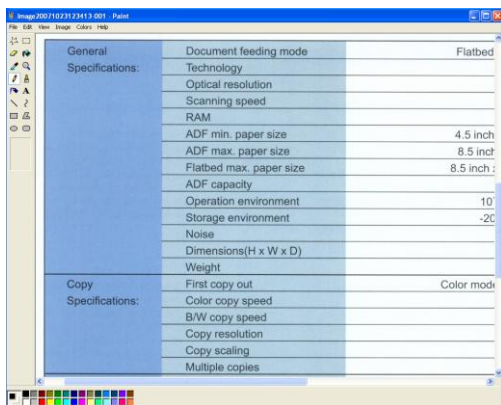 Image20071023123413-001 - Paint
File Edit View Image Colors Help
General Document feeding mode Flatbed
Specifications: Technology
Optical resolution
Scanning speed
RAM
ADF min. paper size 4.5 inch
ADF max. paper size 8.5 inch
Flatbed max. paper size 8.5 inch :
ADF capacity
Operation environment 10
Storage environment -20
Noise
Dimensions(H x W x D)
Weight
Copy First copy out Color mode
Specifications: Color copy speed
B/W copy speed
Copy resolution
Copy scaling
Multiple copies